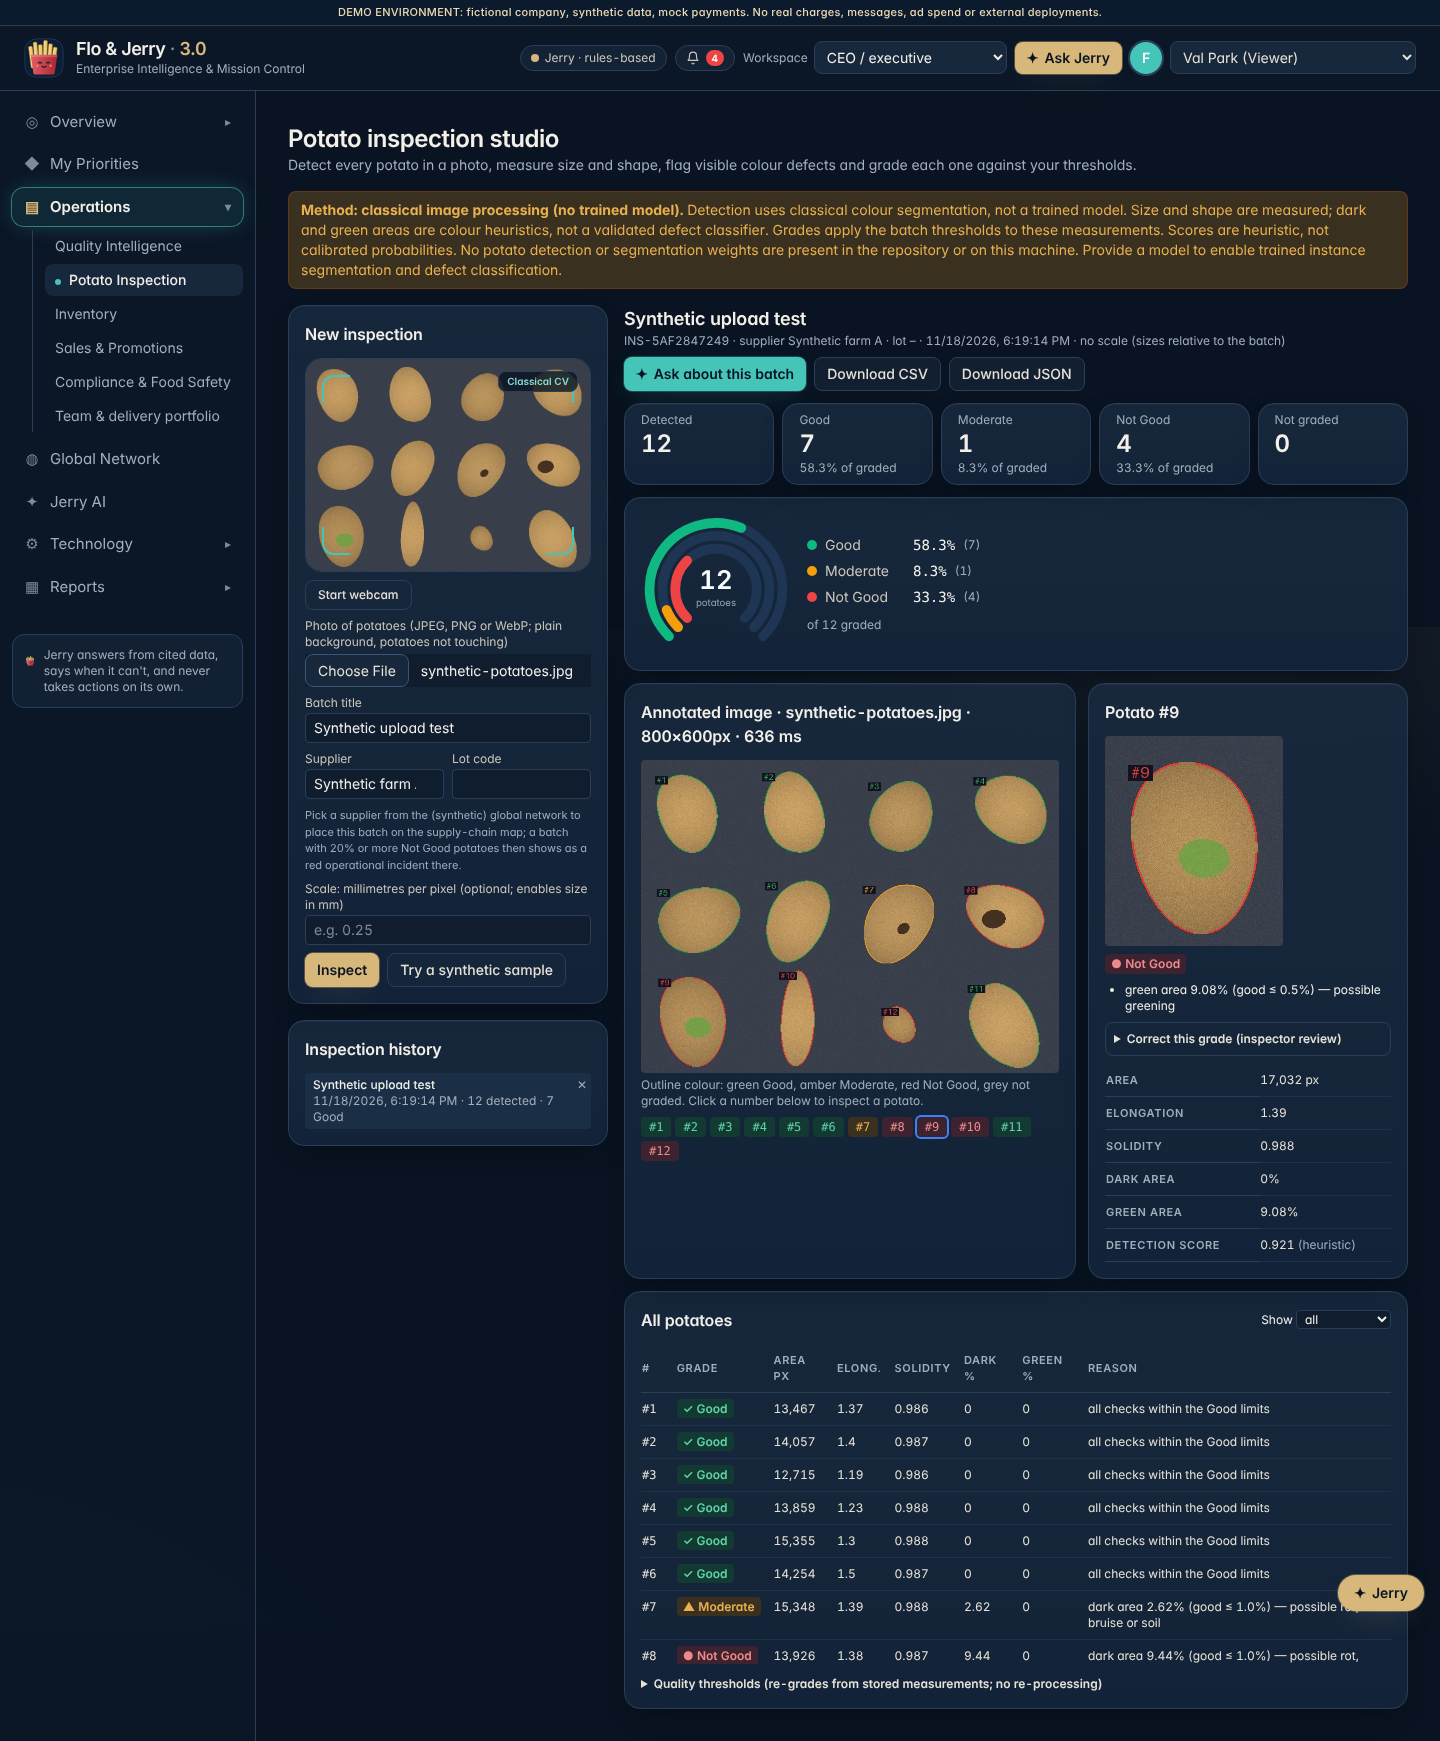 DEMO ENVIRONMENT: fictional company, synthetic data, mock payments. No real charges, messages, ad spend or external deployments.
Flo & Jerry · 3.0
Enterprise Intelligence & Mission Control
Jerry · rules-based
4
Workspace
CEO / executive
Ask Jerry
F
Val Park (Viewer)
Overview
My Priorities
Operations
Quality Intelligence
Potato Inspection
Inventory
Sales & Promotions
Compliance & Food Safety
Team & delivery portfolio
Global Network
Jerry AI
Technology
Reports
Jerry answers from cited data,
says when it can't, and never
takes actions on its own.
Potato inspection studio
Detect every potato in a photo, measure size and shape, flag visible colour defects and grade each one against your thresholds.
Method: classical image processing (no trained model). Detection uses classical colour segmentation, not a trained model. Size and shape are measured; dark
and green areas are colour heuristics, not a validated defect classifier. Grades apply the batch thresholds to these measurements. Scores are heuristic, not
calibrated probabilities. No potato detection or segmentation weights are present in the repository or on this machine. Provide a model to enable trained instance
segmentation and defect classification.
New inspection
Classical CV
Start webcam
Photo of potatoes (JPEG, PNG or WebP; plain
background, potatoes not touching)
Choose File synthetic-potatoes.jpg
Batch title
Synthetic upload test
Supplier Lot code
Synthetic farm
Pick a supplier from the (synthetic) global network to
place this batch on the supply-chain map; a batch
with 20% or more Not Good potatoes then shows as a
red operational incident there.
Scale: millimetres per pixel (optional; enables size
in mm)
e.g. 0.25
Inspect Try a synthetic sample
Inspection history
Synthetic upload test ×
11/18/2026, 6:19:14 PM · 12 detected · 7
Good
Synthetic upload test
INS-5AF2847249 · supplier Synthetic farm A · lot – · 11/18/2026, 6:19:14 PM · no scale (sizes relative to the batch)
Ask about this batch Download CSV Download JSON
Detected
12
Good
7
58.3% of graded
Moderate
1
8.3% of graded
Not Good
4
33.3% of graded
Not graded
0
12
potatoes
Good 58.3% (7)
Moderate 8.3% (1)
Not Good 33.3% (4)
of 12 graded
Annotated image · synthetic-potatoes.jpg ·
800×600px · 636 ms
#1 #2 #3 #4
#5 #6 #7 #8
#9 #10 #12 #11
Outline colour: green Good, amber Moderate, red Not Good, grey not
graded. Click a number below to inspect a potato.
#1 #2 #3 #4 #5 #6 #7 #8 #9 #10 #11
#12
Potato #9
#9
Not Good
• green area 9.08% (good ≤ 0.5%) — possible
greening
Correct this grade (inspector review)
AREA 17,032 px
ELONGATION 1.39
SOLIDITY 0.988
DARK AREA 0%
GREEN AREA 9.08%
DETECTION SCORE 0.921 (heuristic)
All potatoes
Show all
# GRADE AREA PX ELONG. SOLIDITY DARK % GREEN % REASON
#1 ✓ Good 13,467 1.37 0.986 0 0 all checks within the Good limits
#2 ✓ Good 14,057 1.4 0.987 0 0 all checks within the Good limits
#3 ✓ Good 12,715 1.19 0.986 0 0 all checks within the Good limits
#4 ✓ Good 13,859 1.23 0.988 0 0 all checks within the Good limits
#5 ✓ Good 15,355 1.3 0.988 0 0 all checks within the Good limits
#6 ✓ Good 14,254 1.5 0.987 0 0 all checks within the Good limits
#7 ▲ Moderate 15,348 1.39 0.988 2.62 0 dark area 2.62% (good ≤ 1.0%) — possible
bruise or soil
#8 Not Good 13,926 1.38 0.987 9.44 0 dark area 9.44% (good ≤ 1.0%) — possible rot,
Jerry
Quality thresholds (re-grades from stored measurements; no re-processing)